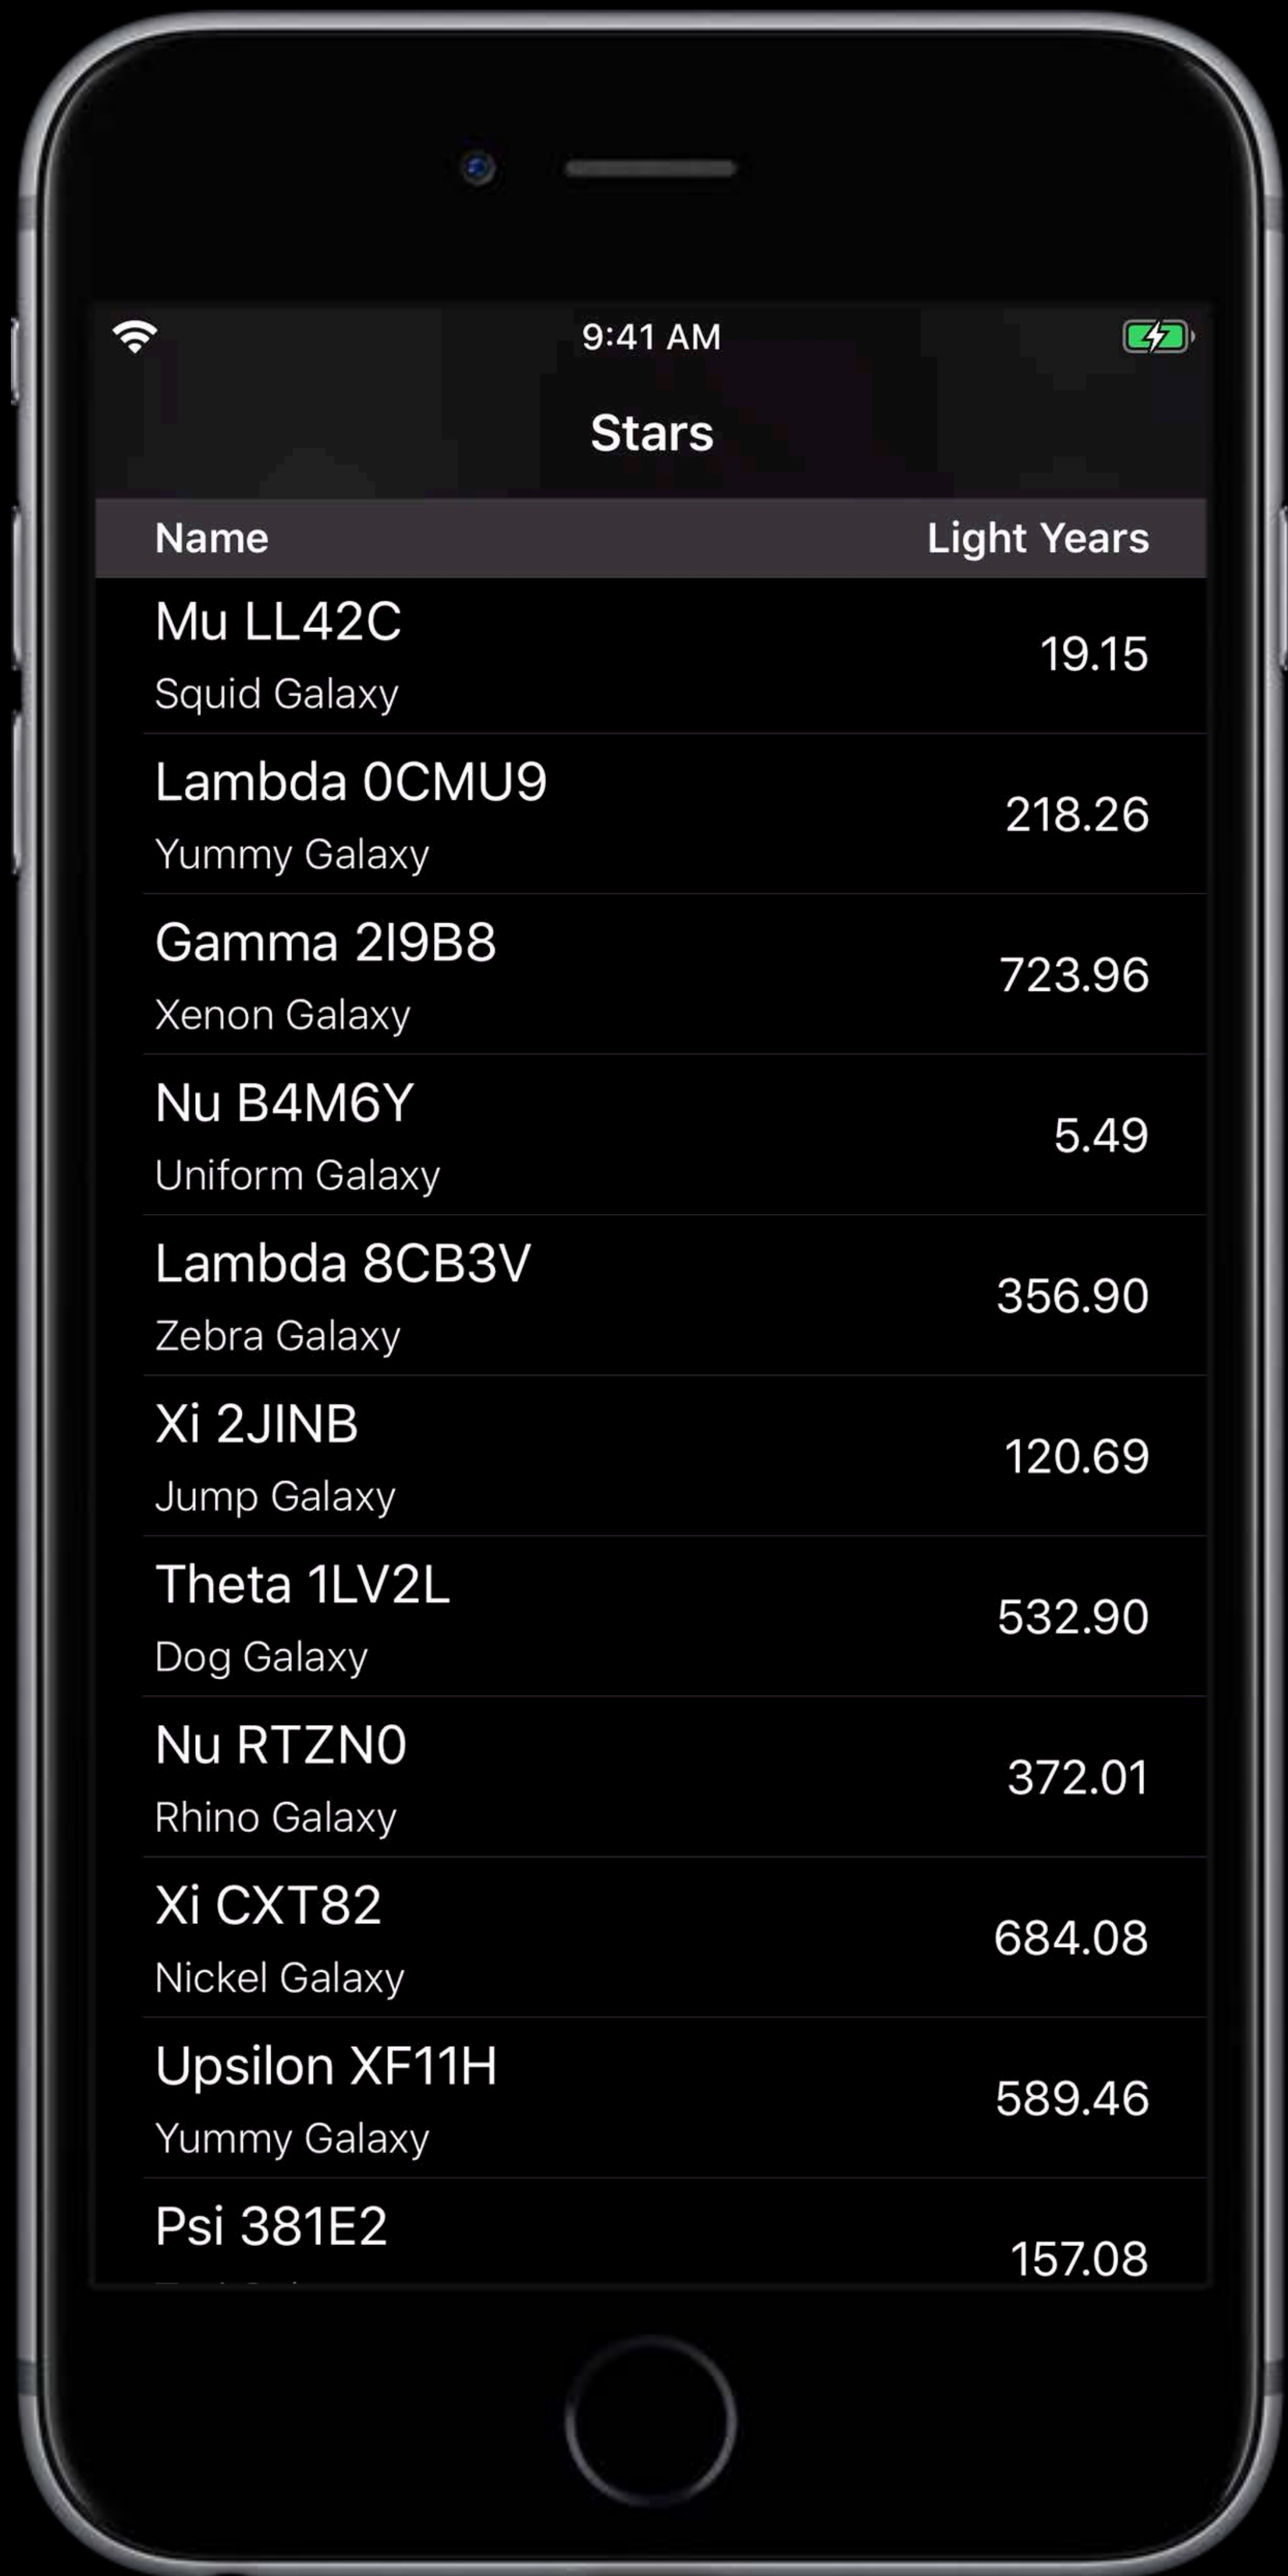 9:41 AM
Stars
Name Light Years
Mu LL42C
Squid Galaxy
19.15
Lambda 0CMU9
Yummy Galaxy
218.26
Gamma 2I9B8
Xenon Galaxy
723.96
Nu B4M6Y
Uniform Galaxy
5.49
Lambda 8CB3V
Zebra Galaxy
356.90
Xi 2JINB
Jump Galaxy
120.69
Theta 1LV2L
Dog Galaxy
532.90
Nu RTZN0
Rhino Galaxy
372.01
Xi CXT82
Nickel Galaxy
684.08
Upsilon XF11H
Yummy Galaxy
589.46
Psi 381E2
157.08